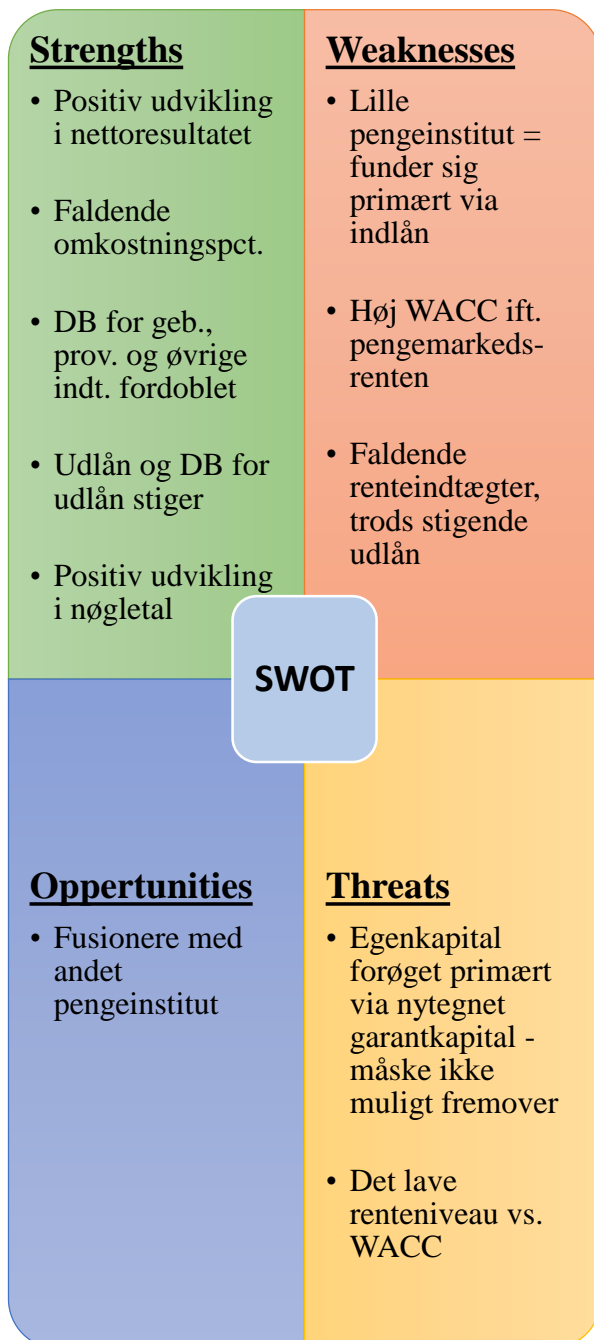 Strengths
• Positiv udvikling
i nettoresultatet
• Faldende
omkostningspct.
• DB for geb.,
prov. og øvrige
indt. fordoblet
• Udlån og DB for
udlån stiger
• Positiv udvikling
i nøgletal
Weaknesses
• Lille
pengeinstitut =
funder sig
primært via
indlån
• Høj WACC ift.
pengemarkeds-
renten
• Faldende
renteindtægter,
trods stigende
udlån
SWOT
Oppertunities
• Fusionere med
andet
pengeinstitut
Threats
• Egenkapital
forøget primært
via nytegnet
garantkapital -
måske ikke
muligt fremover
• Det lave
renteniveau vs.
WACC